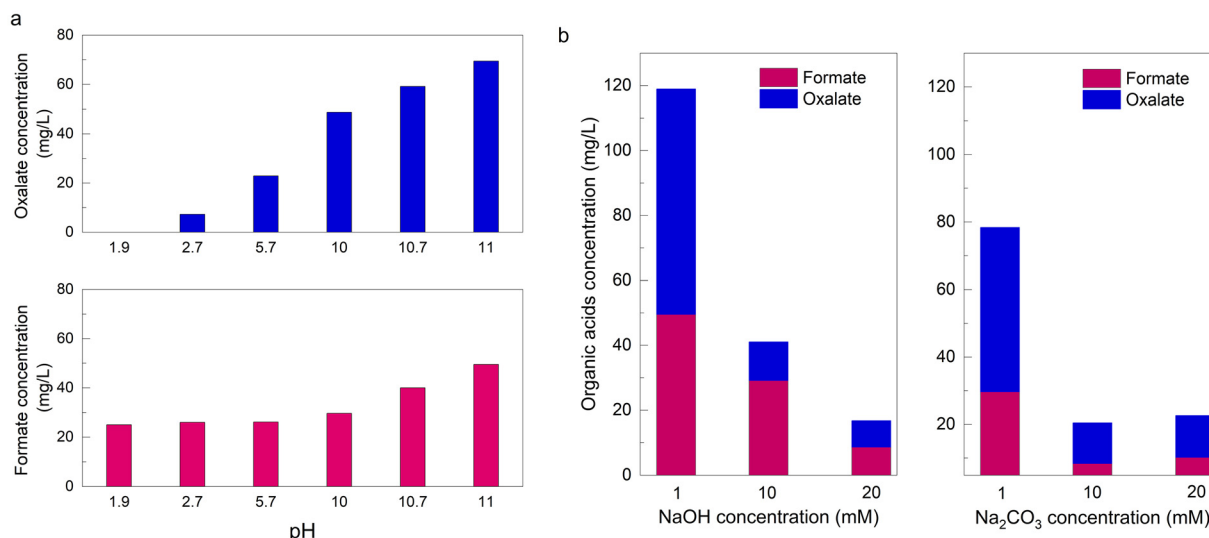 a
Oxalate concentration
(mg/L)
80
60
40
20
0
1.9 2.7 5.7 10 10.7 11
Formate concentration
(mg/L)
80
60
40
20
0
1.9 2.7 5.7 10 10.7 11
pH
b
Organic acids concentration (mg/L)
120
100
80
60
40
20
0
Formate
Oxalate
1 10 20
NaOH concentration (mM)
120
100
80
60
40
20
Formate
Oxalate
1 10 20
Na₂CO₃ concentration (mM)